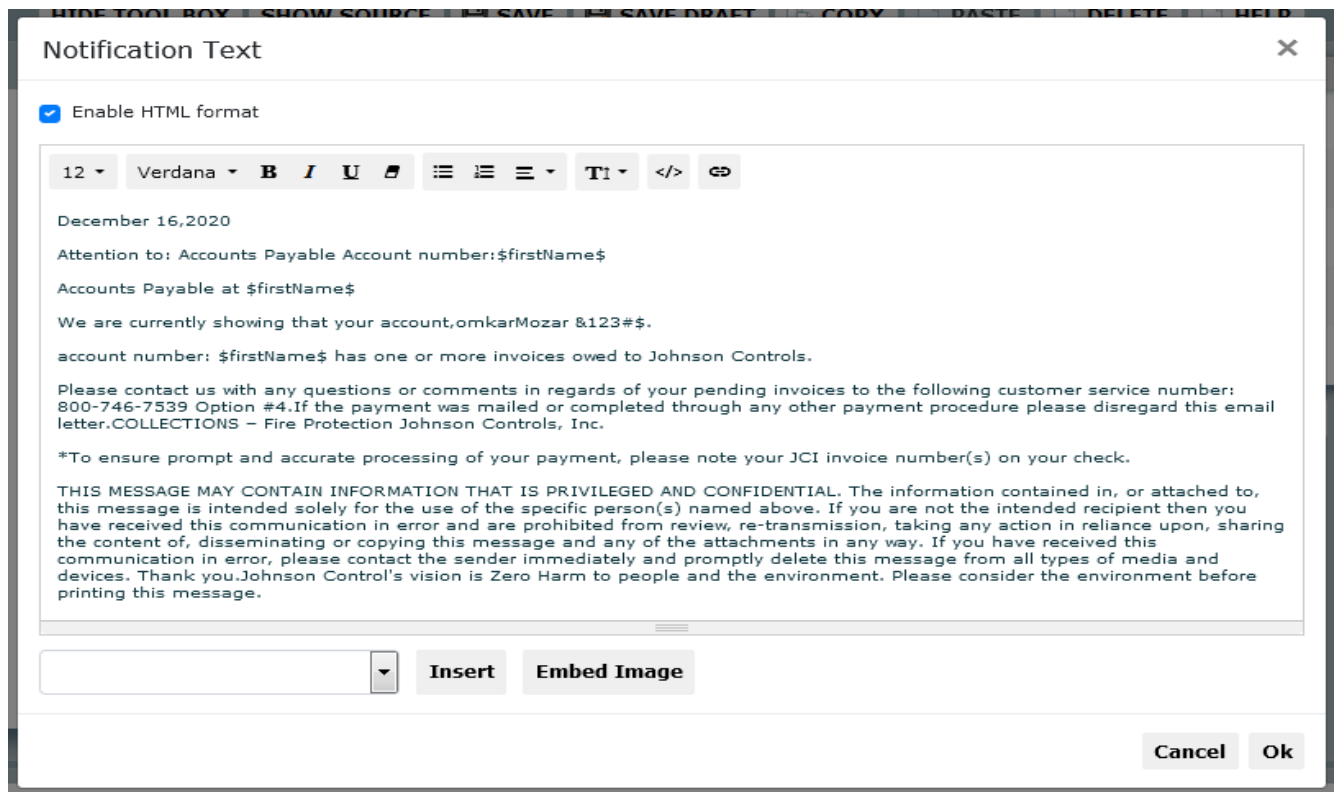 HIDE TOOL BOX SHOW SOURCE SAVE SAVE DRAFT COPY PASTE DELETE HELP
Notification Text ×
Enable HTML format
12 Verdana B I U T </>
December 16,2020
Attention to: Accounts Payable Account number:$firstName$
Accounts Payable at $firstName$
We are currently showing that your account,omkarMozar &123#$.
account number: $firstName$ has one or more invoices owed to Johnson Controls.
Please contact us with any questions or comments in regards of your pending invoices to the following customer service number:
800-746-7539 Option #4.If the payment was mailed or completed through any other payment procedure please disregard this email
letter.COLLECTIONS – Fire Protection Johnson Controls, Inc.
*To ensure prompt and accurate processing of your payment, please note your JCI invoice number(s) on your check.
THIS MESSAGE MAY CONTAIN INFORMATION THAT IS PRIVILEGED AND CONFIDENTIAL. The information contained in, or attached to,
this message is intended solely for the use of the specific person(s) named above. If you are not the intended recipient then you
have received this communication in error and are prohibited from review, re-transmission, taking any action in reliance upon, sharing
the content of, disseminating or copying this message and any of the attachments in any way. If you have received this
communication in error, please contact the sender immediately and promptly delete this message from all types of media and
devices. Thank you.Johnson Control's vision is Zero Harm to people and the environment. Please consider the environment before
printing this message.
Insert Embed Image
Cancel Ok